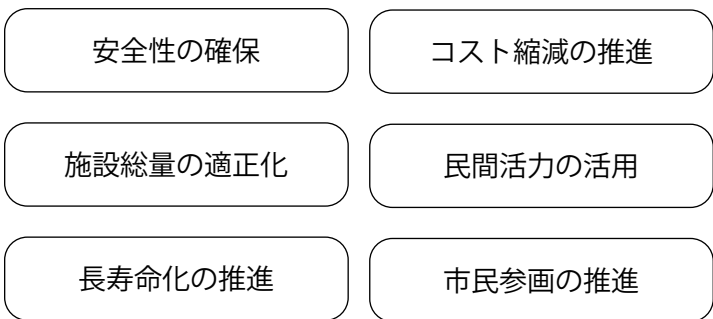 安全性の確保
コスト縮減の推進
施設総量の適正化
民間活力の活用
長寿命化の推進
市民参画の推進